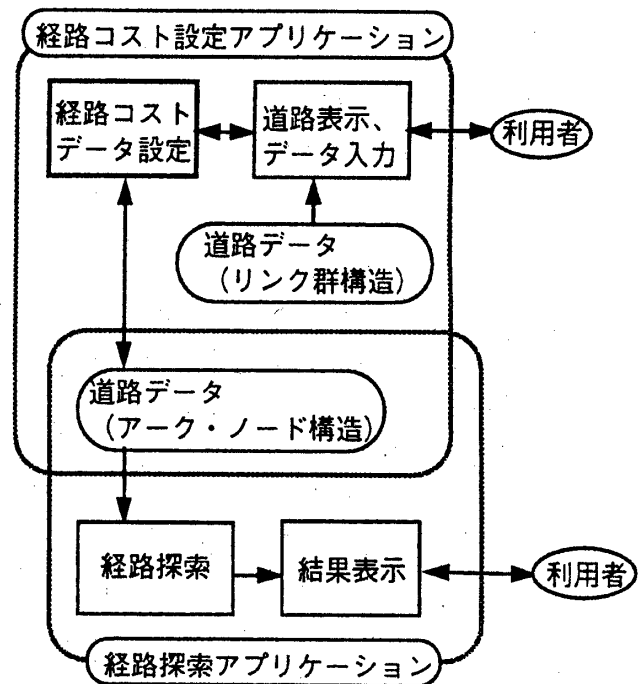 経路コスト設定アプリケーション
経路コスト
データ設定
道路表示、
データ入力
利用者
道路データ
（リンク群構造）
道路データ
（アーク・ノード構造）
経路探索
結果表示
利用者
経路探索アプリケーション